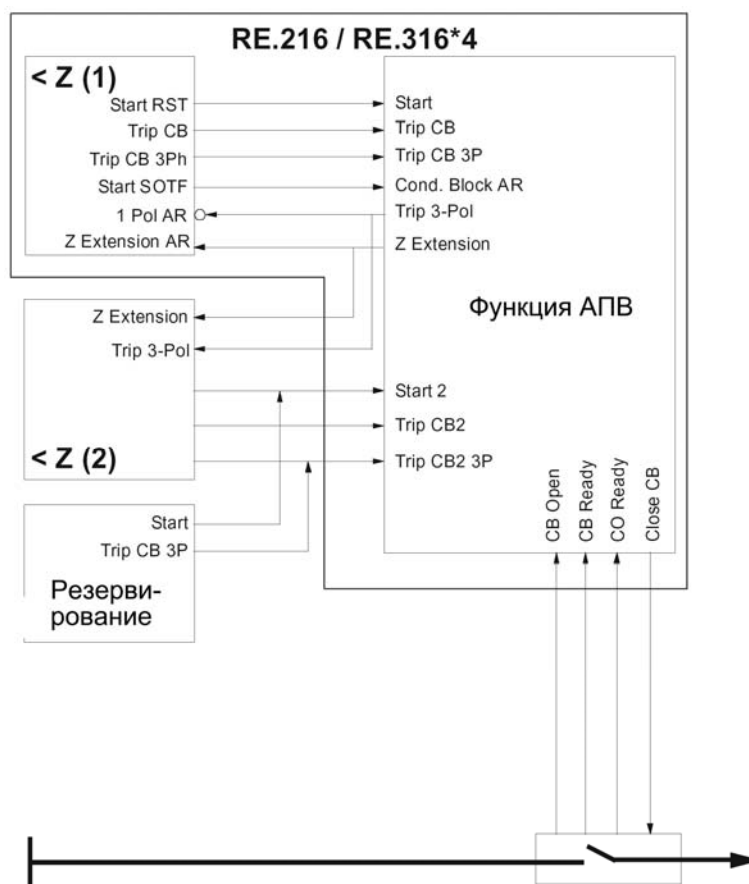 RE.216 / RE.316*4
< Z (1)
Start RST
Trip CB
Trip CB 3Ph
Start SOTF
1 Pol AR
Z Extension AR
Start
Trip CB
Trip CB 3P
Cond. Block AR
Trip 3-Pol
Z Extension
Функция АПВ
Z Extension
Trip 3-Pol
< Z (2)
Start 2
Trip CB2
Trip CB2 3P
CB Open
CB Ready
CO Ready
Close CB
Start
Trip CB 3P
Резерви-
рование